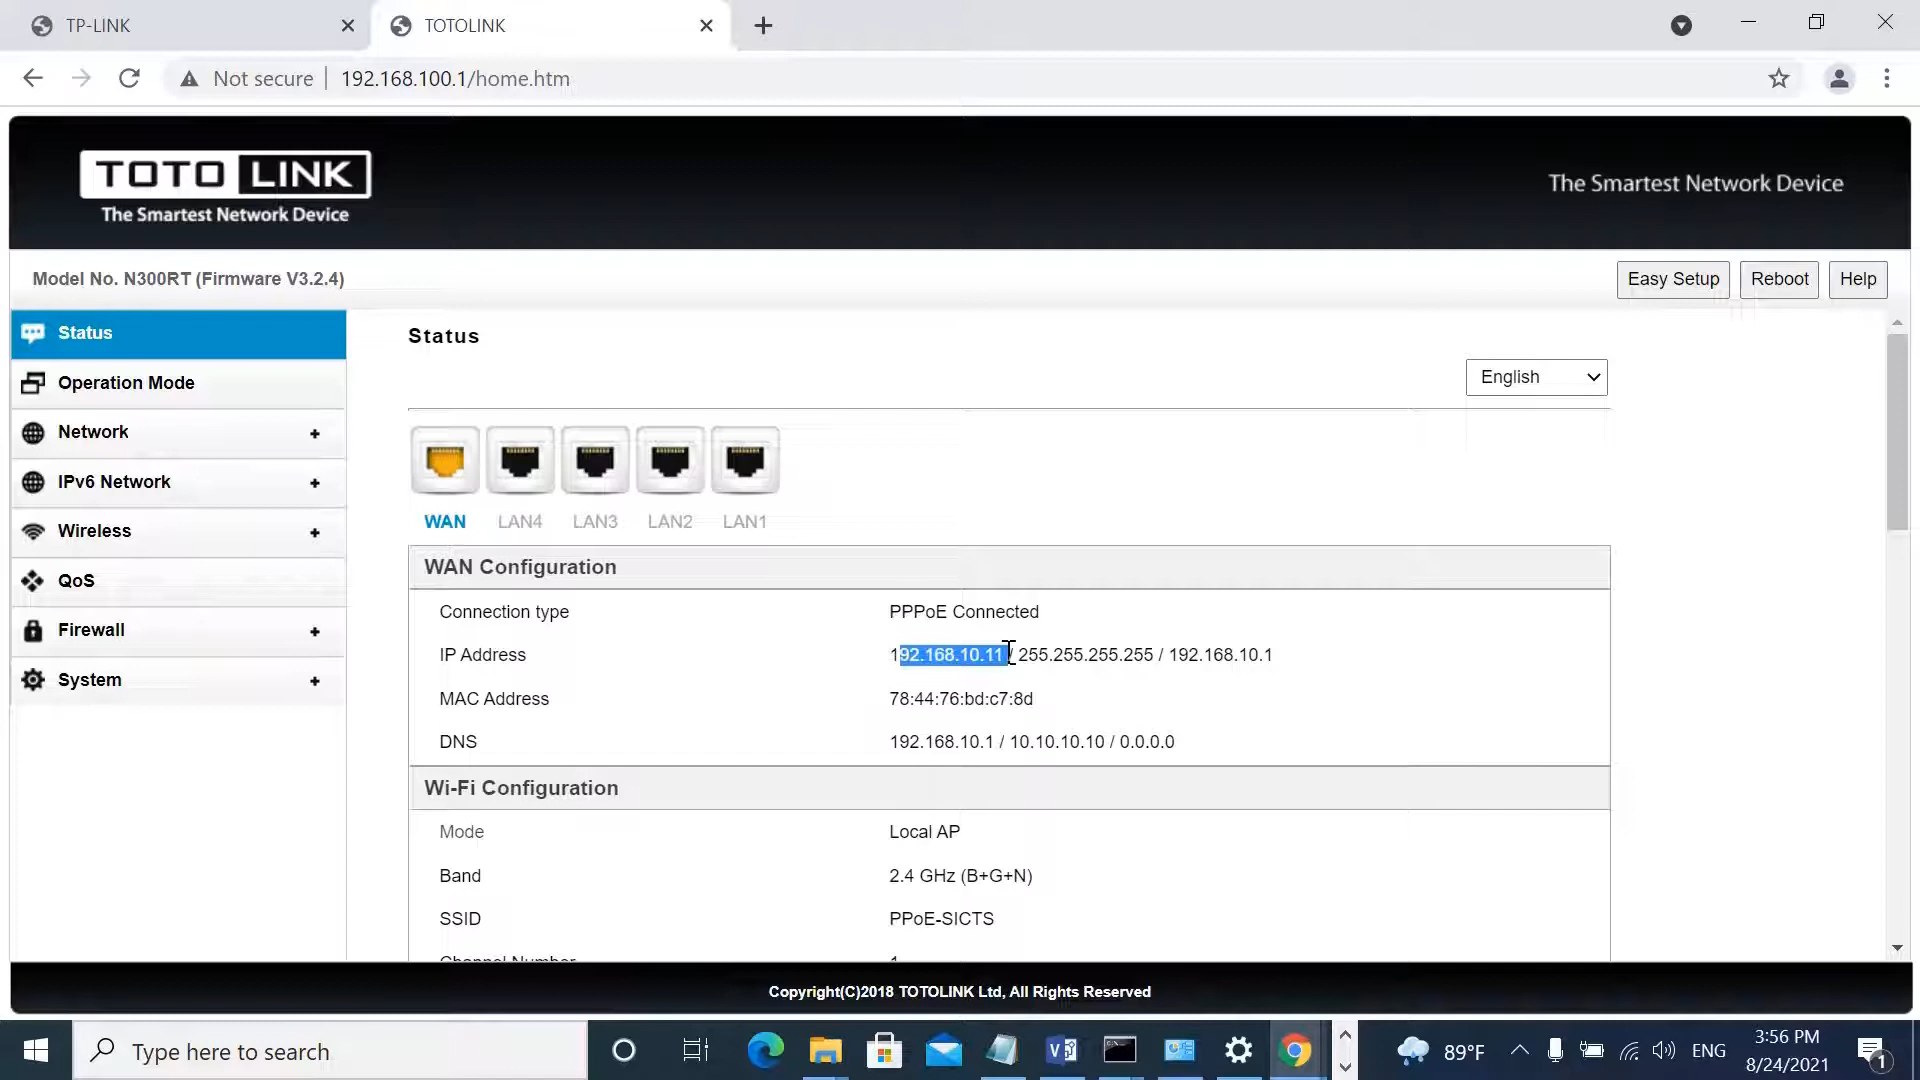 TP-LINK
TOTOLINK
Not secure
192.168.100.1/home.htm
TOTO LINK
The Smartest Network Device
The Smartest Network Device
Model No. N300RT (Firmware V3.2.4)
Easy Setup
Reboot
Help
Status
Operation Mode
Network +
IPv6 Network +
Wireless +
QoS
Firewall +
System +
Status
English
WAN LAN4 LAN3 LAN2 LAN1
WAN Configuration
Connection type PPPoE Connected
IP Address 192.168.10.11 / 255.255.255.255 / 192.168.10.1
MAC Address 78:44:76:bd:c7:8d
DNS 192.168.10.1 / 10.10.10.10 / 0.0.0.0
Wi-Fi Configuration
Mode Local AP
Band 2.4 GHz (B+G+N)
SSID PPoE-SICTS
Channel Number 1
Copyright(C)2018 TOTOLINK Ltd, All Rights Reserved
Type here to search
89°F
ENG
3:56 PM
8/24/2021
1